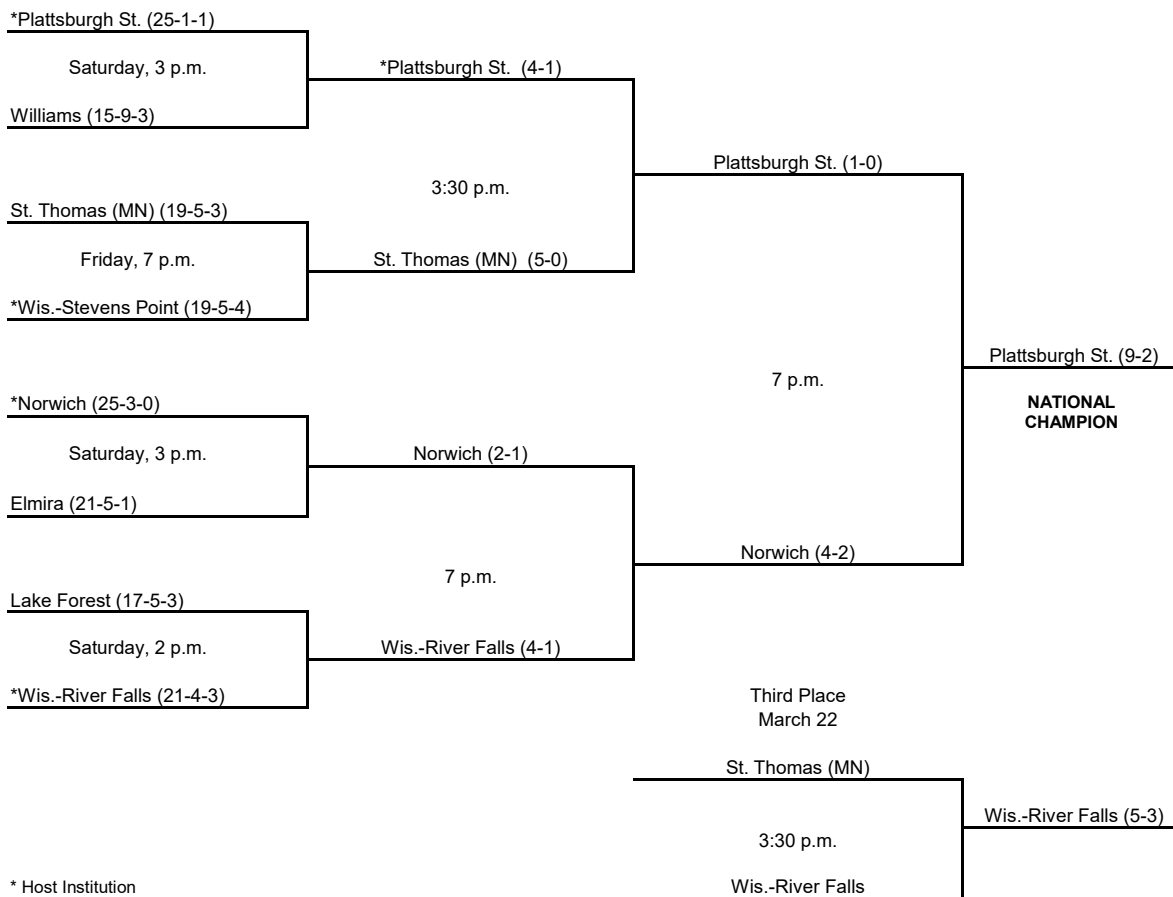 *Plattsburgh St. (25-1-1)
Saturday, 3 p.m.
*Plattsburgh St.  (4-1)
Williams (15-9-3)
Plattsburgh St. (1-0)
3:30 p.m.
St. Thomas (MN) (19-5-3)
Friday, 7 p.m.
St. Thomas (MN)  (5-0)
*Wis.-Stevens Point (19-5-4)
Plattsburgh St. (9-2)
7 p.m.
NATIONAL
CHAMPION
*Norwich (25-3-0)
Saturday, 3 p.m.
Norwich (2-1)
Elmira (21-5-1)
Norwich (4-2)
7 p.m.
Lake Forest (17-5-3)
Saturday, 2 p.m.
Wis.-River Falls (4-1)
*Wis.-River Falls (21-4-3)
Third Place
March 22
St. Thomas (MN)
Wis.-River Falls (5-3)
3:30 p.m.
* Host Institution
Wis.-River Falls